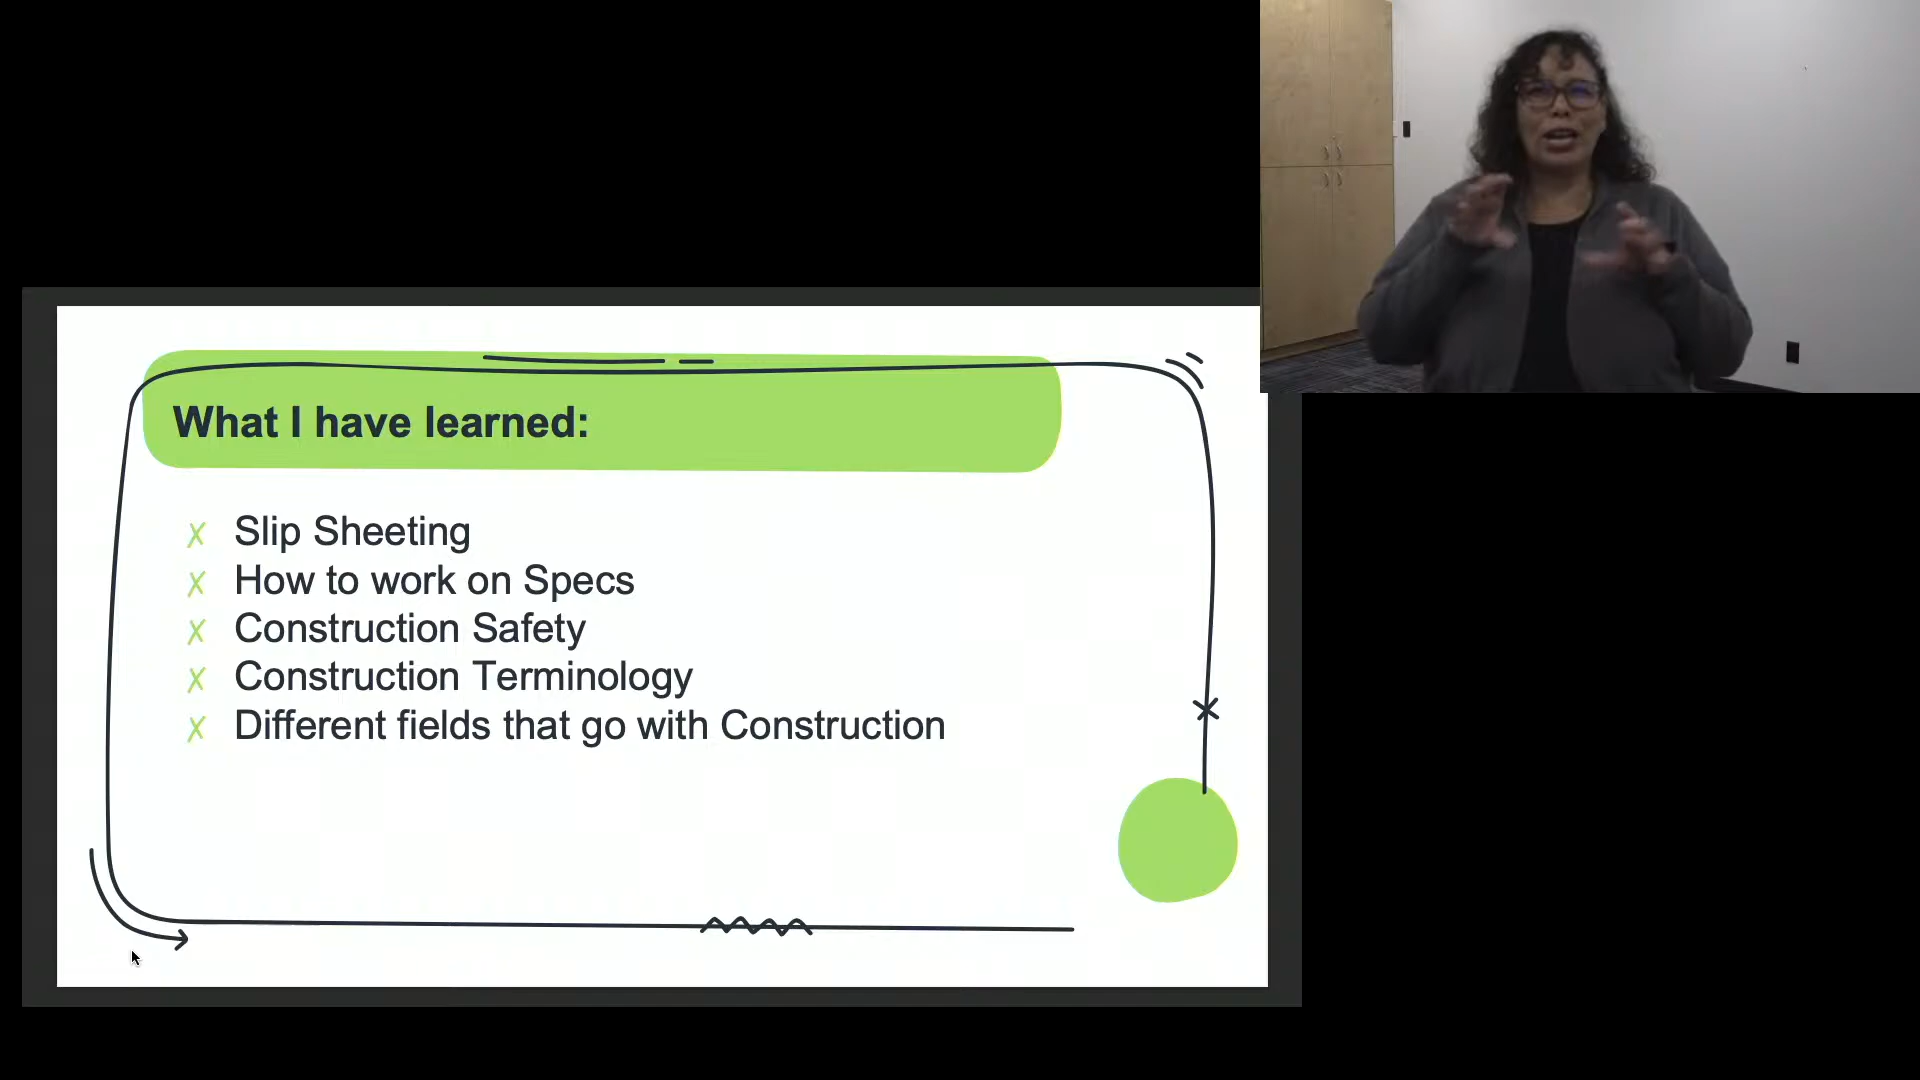 What I have learned:
Slip Sheeting
How to work on Specs
Construction Safety
Construction Terminology
Different fields that go with Construction